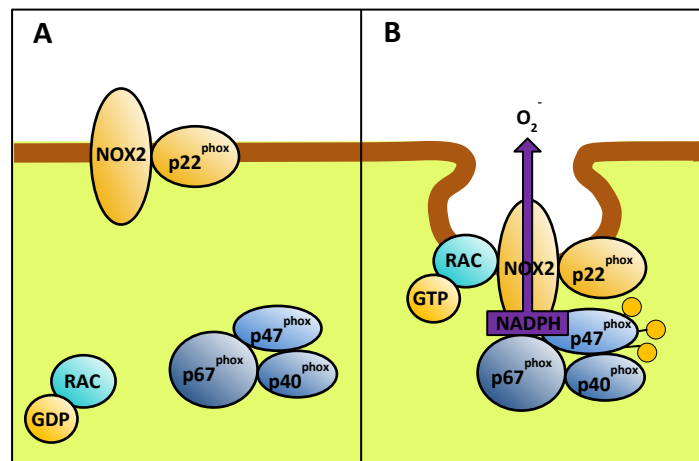 A
NOX2
p22phox
p47phox
p67phox
p40phox
RAC
GDP
B
O2-
RAC
NOX2
p22phox
GTP
NADPH
p47phox
p67phox
p40phox